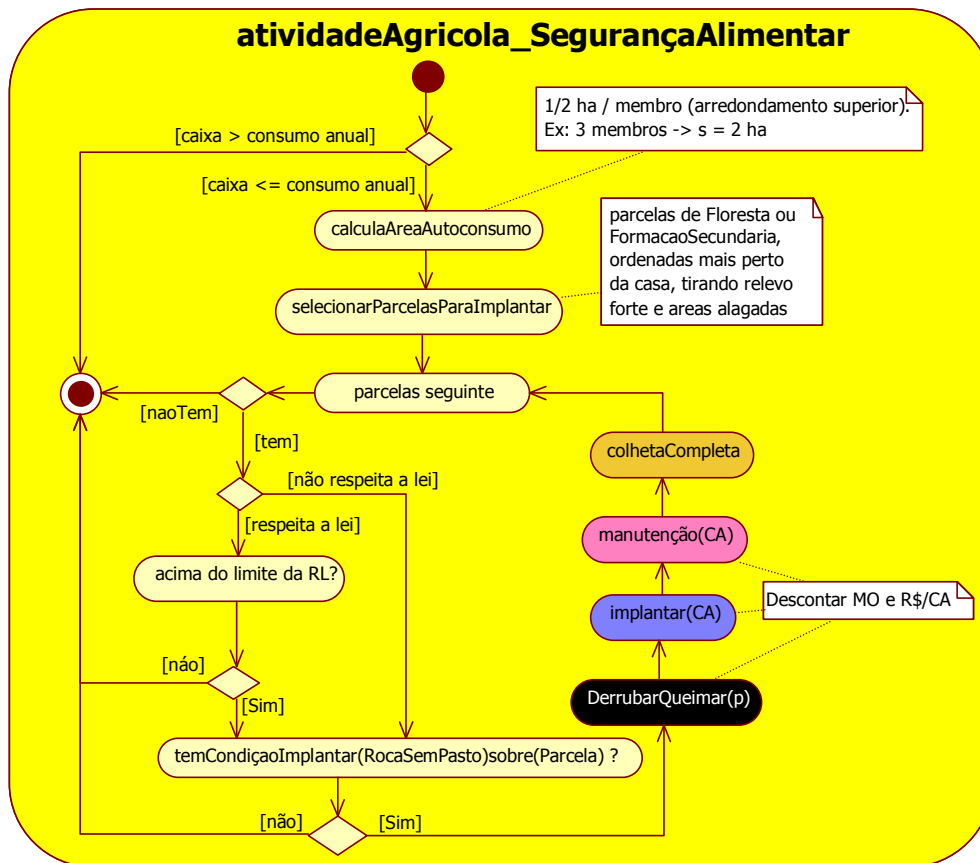 atividadeAgricola_SegurançaAlimentar
1/2 ha / membro (arredondamento superior).
Ex: 3 membros -> s = 2 ha
[caixa > consumo anual]
[caixa <= consumo anual]
calculaAreaAutoconsumo
parcelas de Floresta ou
FormacaoSecundaria,
ordenadas mais perto
da casa, tirando relevo
forte e areas alagadas
selecionarParcelasParaImplantar
parcelas seguinte
[naoTem]
[tem]
colhetaCompleta
[não respeita a lei]
[respeita a lei]
manutenção(CA)
acima do limite da RL?
Descontar MO e R$/CA
implantar(CA)
[náo]
DerrubarQueimar(p)
[Sim]
temCondiçaoImplantar(RocaSemPasto)sobre(Parcela) ?
[não]
[Sim]